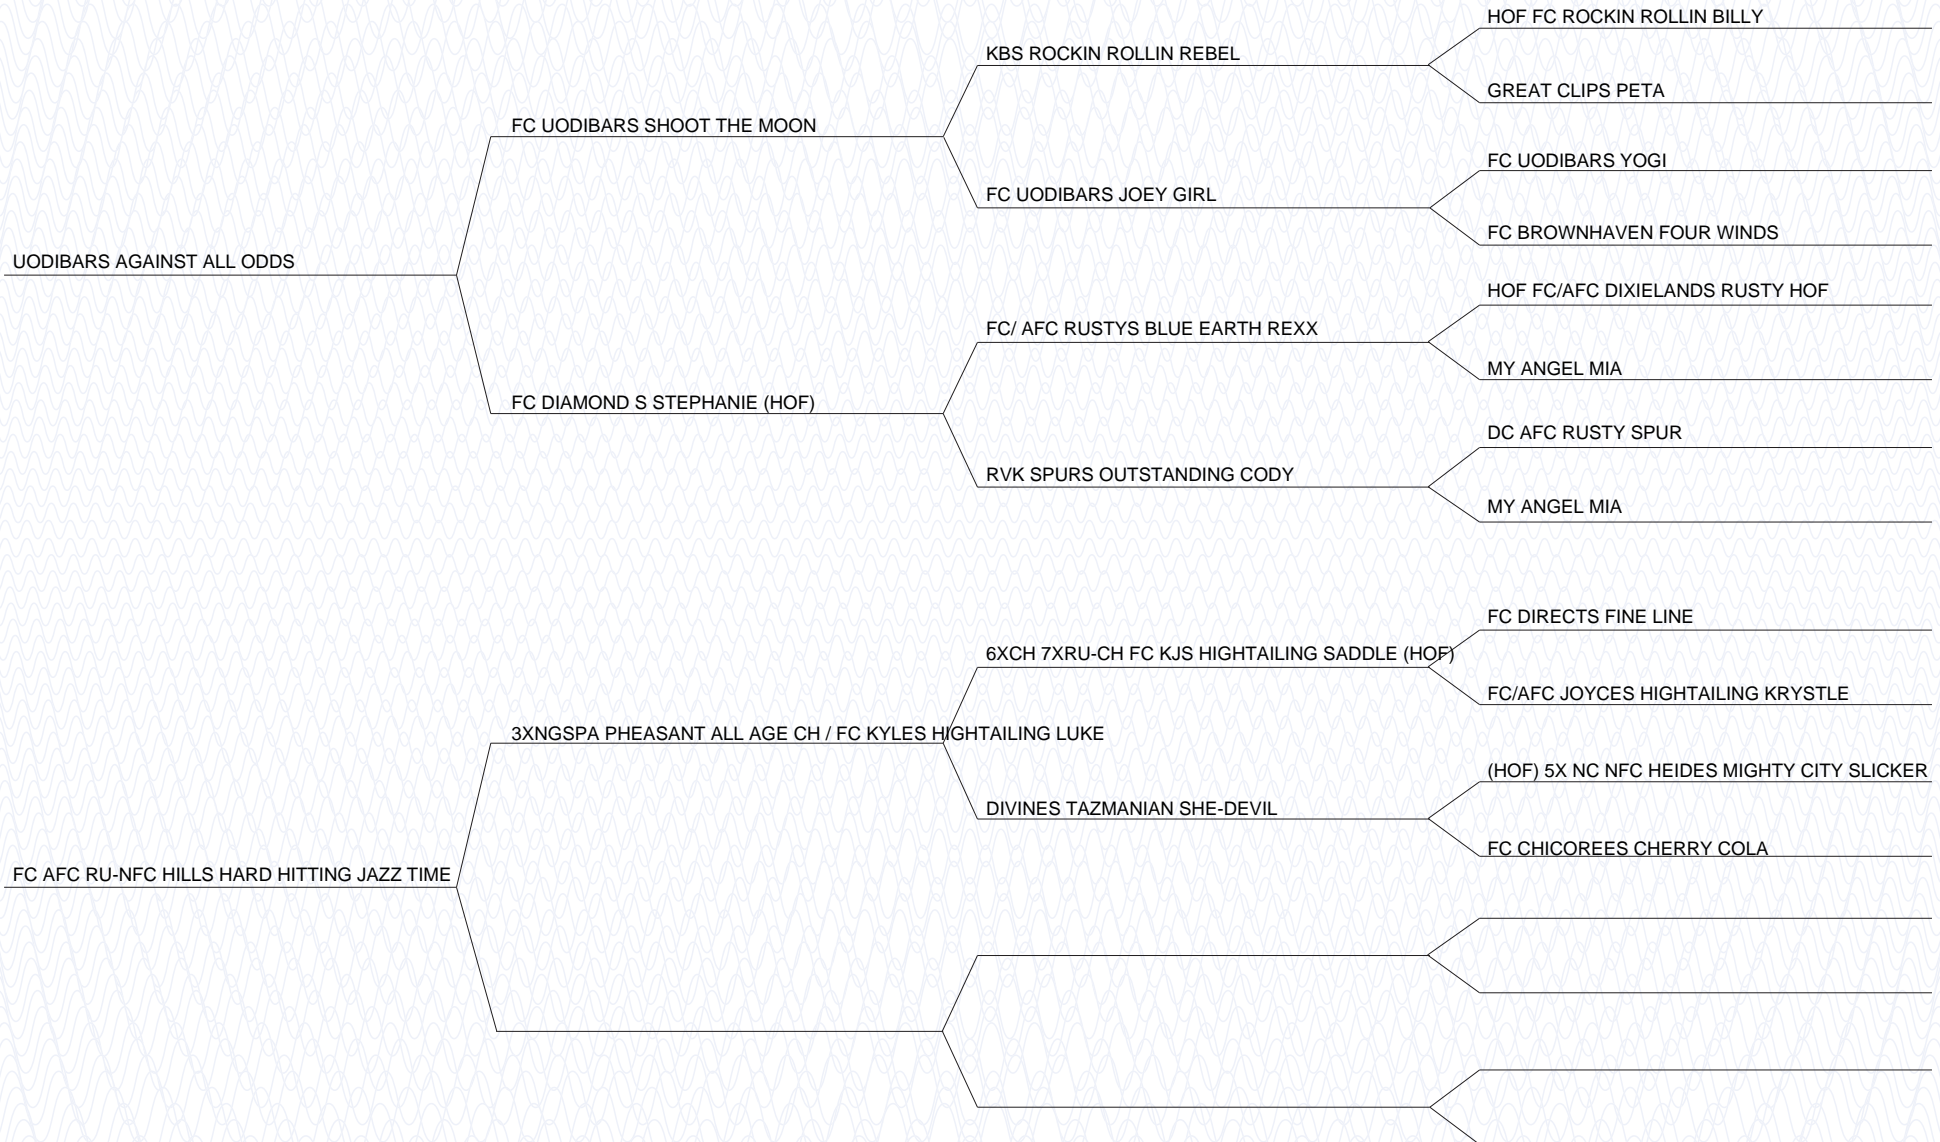 HOF FC ROCKIN ROLLIN BILLY
KBS ROCKIN ROLLIN REBEL
GREAT CLIPS PETA
FC UODIBARS SHOOT THE MOON
FC UODIBARS YOGI
FC UODIBARS JOEY GIRL
FC BROWNHAVEN FOUR WINDS
UODIBARS AGAINST ALL ODDS
HOF FC/AFC DIXIELANDS RUSTY HOF
FC/ AFC RUSTYS BLUE EARTH REXX
MY ANGEL MIA
FC DIAMOND S STEPHANIE (HOF)
DC AFC RUSTY SPUR
RVK SPURS OUTSTANDING CODY
MY ANGEL MIA
FC DIRECTS FINE LINE
6XCH 7XRU-CH FC KJS HIGHTAILING SADDLE (HOF)
FC/AFC JOYCES HIGHTAILING KRYSTLE
3XNGSPA PHEASANT ALL AGE CH / FC KYLES HIGHTAILING LUKE
(HOF) 5X NC NFC HEIDES MIGHTY CITY SLICKER
DIVINES TAZMANIAN SHE-DEVIL
FC CHICOREES CHERRY COLA
FC AFC RU-NFC HILLS HARD HITTING JAZZ TIME